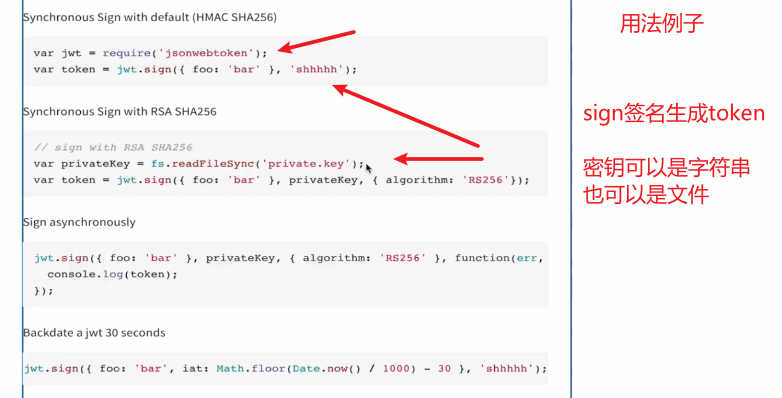 Synchronous Sign with default (HMAC SHA256)
用法例子
var jwt = require('jsonwebtoken');
var token = jwt.sign({ foo: 'bar' }, 'shhhhh');
Synchronous Sign with RSA SHA256
sign签名生成token
// sign with RSA SHA256
var privateKey = fs.readFileSync('private.key');
var token = jwt.sign({ foo: 'bar' }, privateKey, { algorithm: 'RS256'});
密钥可以是字符串
也可以是文件
Sign asynchronously
jwt.sign({ foo: 'bar' }, privateKey, { algorithm: 'RS256' }, function(err,
console.log(token);
});
Backdate a jwt 30 seconds
jwt.sign({ foo: 'bar', iat: Math.floor(Date.now() / 1000) - 30 }, 'shhhhh');